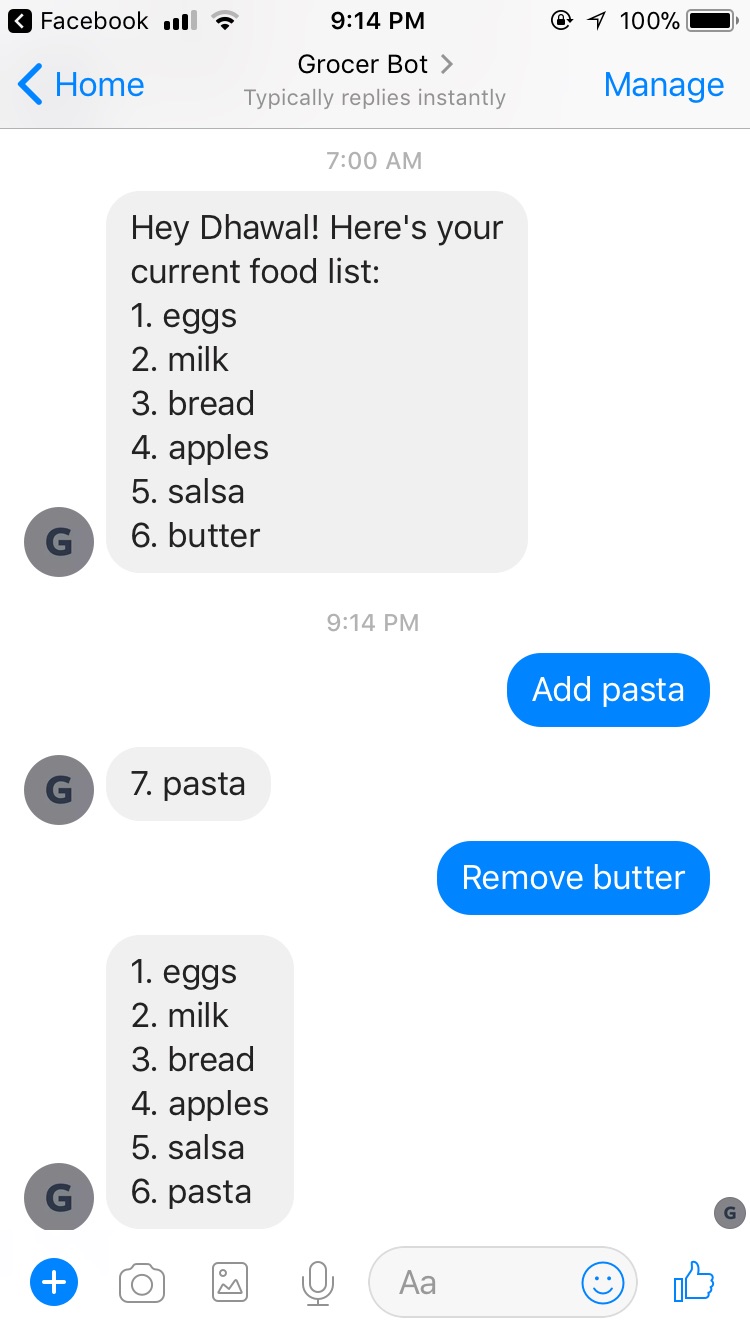 Facebook 9:14 PM 100%
Home Grocer Bot Manage
Typically replies instantly
7:00 AM
Hey Dhawal! Here's your
current food list:
1. eggs
2. milk
3. bread
4. apples
5. salsa
6. butter
G
9:14 PM
Add pasta
G 7. pasta
Remove butter
1. eggs
2. milk
3. bread
4. apples
5. salsa
6. pasta
G
G
Aa